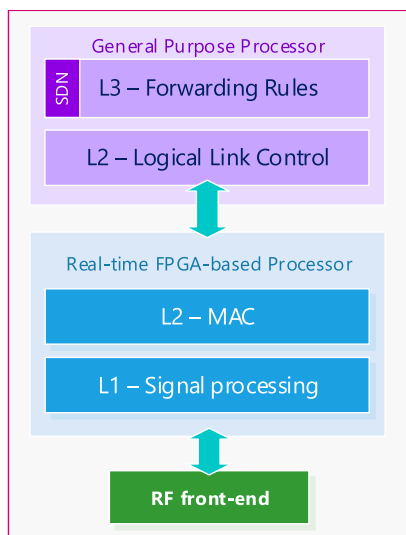 General Purpose Processor
SDN
L3 – Forwarding Rules
L2 – Logical Link Control
Real-time FPGA-based Processor
L2 – MAC
L1 – Signal processing
RF front-end